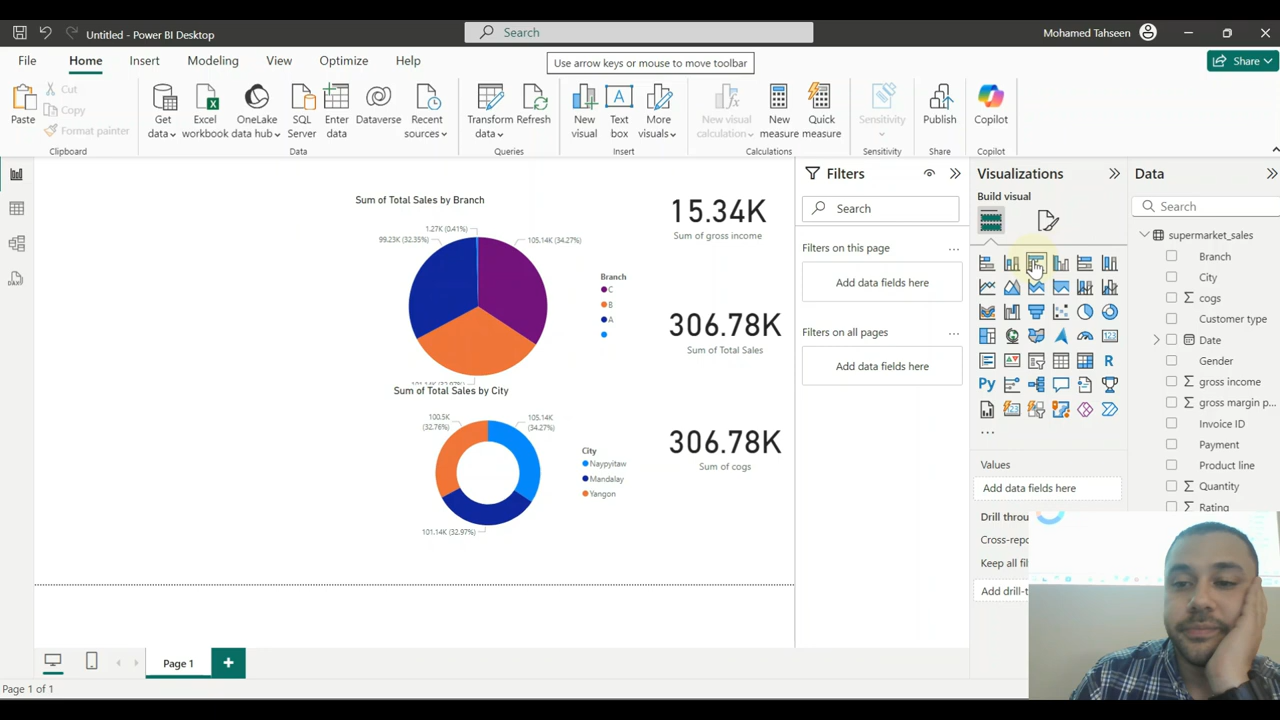 Untitled - Power BI Desktop
Search
Mohamed Tahseen
File
Home
Insert
Modeling
View
Optimize
Help
Use arrow keys or mouse to move toolbar
Share
Paste
Cut
Copy
Format painter
Clipboard
Get data
Excel workbook
OneLake data hub
SQL Server
Enter data
Dataverse
Recent sources
Data
Transform data
Refresh
Queries
New visual
Text box
More visuals
Insert
New visual calculation
New measure
Quick measure
Calculations
Sensitivity
Sensitivity
Publish
Share
Copilot
Copilot
DAX
Sum of Total Sales by Branch
1.27K (0.41%)
99.23K (32.35%)
105.14K (34.27%)
Branch
C
B
A
101.14K (32.97%)
Sum of Total Sales by City
100.5K
(32.76%)
105.14K
(34.27%)
City
Naypyitaw
Mandalay
Yangon
101.14K (32.97%)
15.34K
Sum of gross income
306.78K
Sum of Total Sales
306.78K
Sum of cogs
Filters
Search
Filters on this page
Add data fields here
Filters on all pages
Add data fields here
Visualizations
Build visual
123
R
Py
...
Values
Add data fields here
Drill throu
Cross-repo
Keep all fil
Add drill-t
Data
Search
supermarket_sales
Branch
City
cogs
Customer type
Date
Gender
gross income
gross margin p...
Invoice ID
Payment
Product line
Quantity
Rating
Page 1
Page 1 of 1